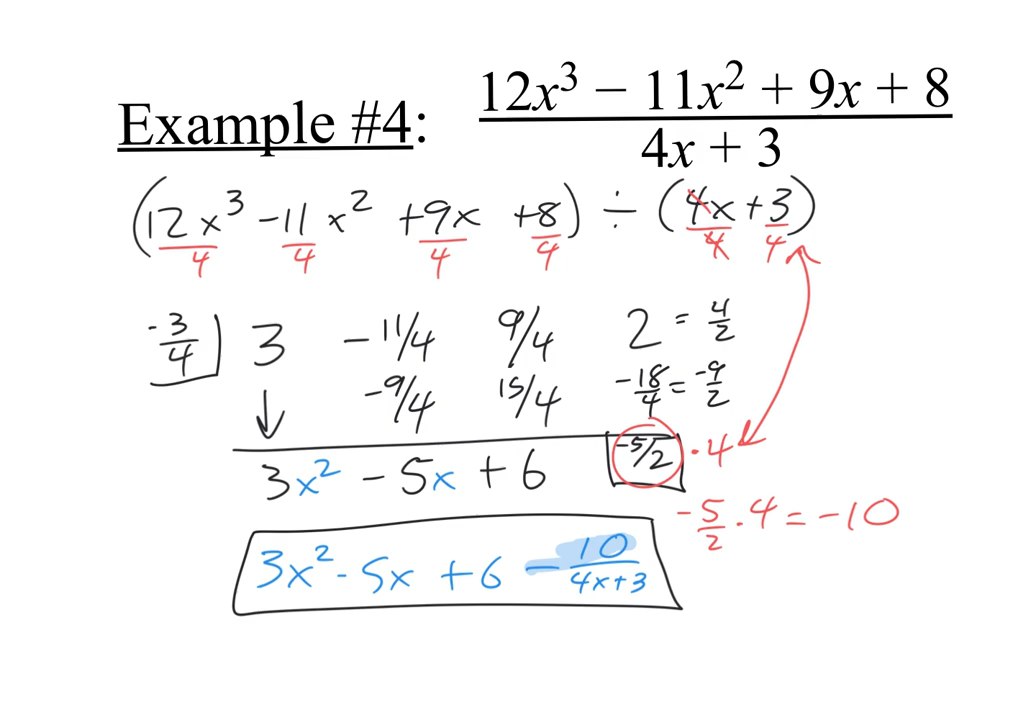 Example #4: (12x³ − 11x² + 9x + 8)/(4x + 3)
(12x³/4 - 11/4 x² + 9x/4 + 8/4) ÷ (4x/4 + 3/4)
-3/4 | 3 -11/4 9/4 2 = 4/2
↓ -9/4 15/4 -18/4 = -9/2
3x² - 5x + 6 -5/2 · 4
-5/2 · 4 = -10
3x² - 5x + 6 - 10/(4x+3)